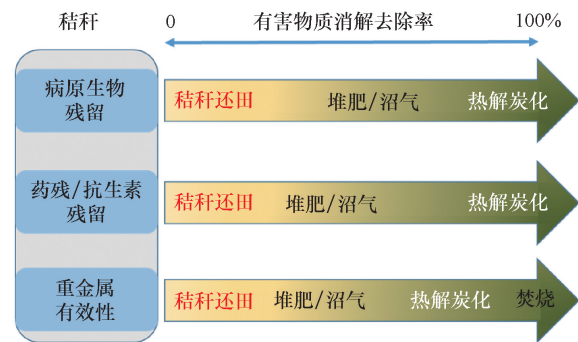 秸秆
0 有害物质消解去除率 100%
病原生物
残留
秸秆还田 堆肥/沼气 热解炭化
药残/抗生素
残留
秸秆还田 堆肥/沼气 热解炭化
重金属
有效性
秸秆还田 堆肥/沼气 热解炭化 焚烧